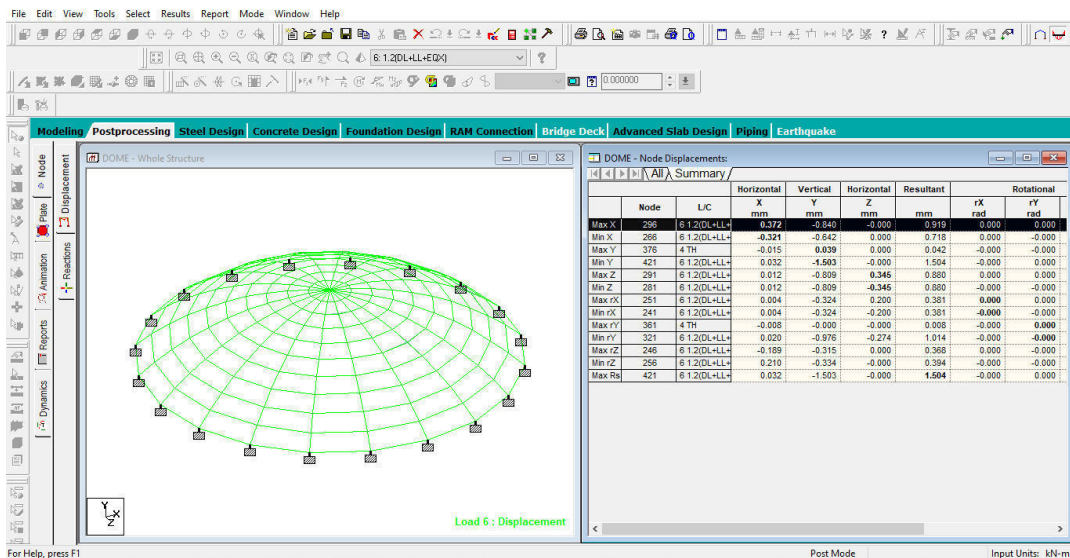 File Edit View Tools Select Results Report Mode Window Help
6: 1.2(DL+LL+EQX)
0.000000
Modeling Postprocessing Steel Design Concrete Design Foundation Design RAM Connection Bridge Deck Advanced Slab Design Piping Earthquake
Node
Plate
Animation
Reports
Dynamics
Displacement
Reactions
DOME - Whole Structure
Y
X
Z
Load 6 : Displacement
DOME - Node Displacements:
All Summary
Horizontal Vertical Horizontal Resultant Rotational
Node L/C X mm Y mm Z mm mm rX rad rY rad
Max X 296 6 1.2(DL+LL+ 0.372 -0.840 -0.000 0.919 0.000 0.000
Min X 266 6 1.2(DL+LL+ -0.321 -0.642 0.000 0.718 0.000 0.000
Max Y 376 4 TH -0.015 0.039 0.000 0.042 -0.000 0.000
Min Y 421 6 1.2(DL+LL+ 0.032 -1.503 -0.000 1.504 -0.000 0.000
Max Z 291 6 1.2(DL+LL+ 0.012 -0.809 0.345 0.880 0.000 0.000
Min Z 281 6 1.2(DL+LL+ 0.012 -0.809 -0.345 0.880 -0.000 -0.000
Max rX 251 6 1.2(DL+LL+ 0.004 -0.324 0.200 0.381 0.000 0.000
Min rX 241 6 1.2(DL+LL+ 0.004 -0.324 -0.200 0.381 -0.000 -0.000
Max rY 361 4 TH -0.008 -0.000 -0.000 0.008 -0.000 0.000
Min rY 321 6 1.2(DL+LL+ 0.020 -0.976 -0.274 1.014 -0.000 -0.000
Max rZ 246 6 1.2(DL+LL+ -0.189 -0.315 0.000 0.368 0.000 -0.000
Min rZ 256 6 1.2(DL+LL+ 0.210 -0.334 -0.000 0.394 -0.000 0.000
Max Rs 421 6 1.2(DL+LL+ 0.032 -1.503 -0.000 1.504 -0.000 0.000
For Help, press F1
Post Mode
Input Units: kN-m